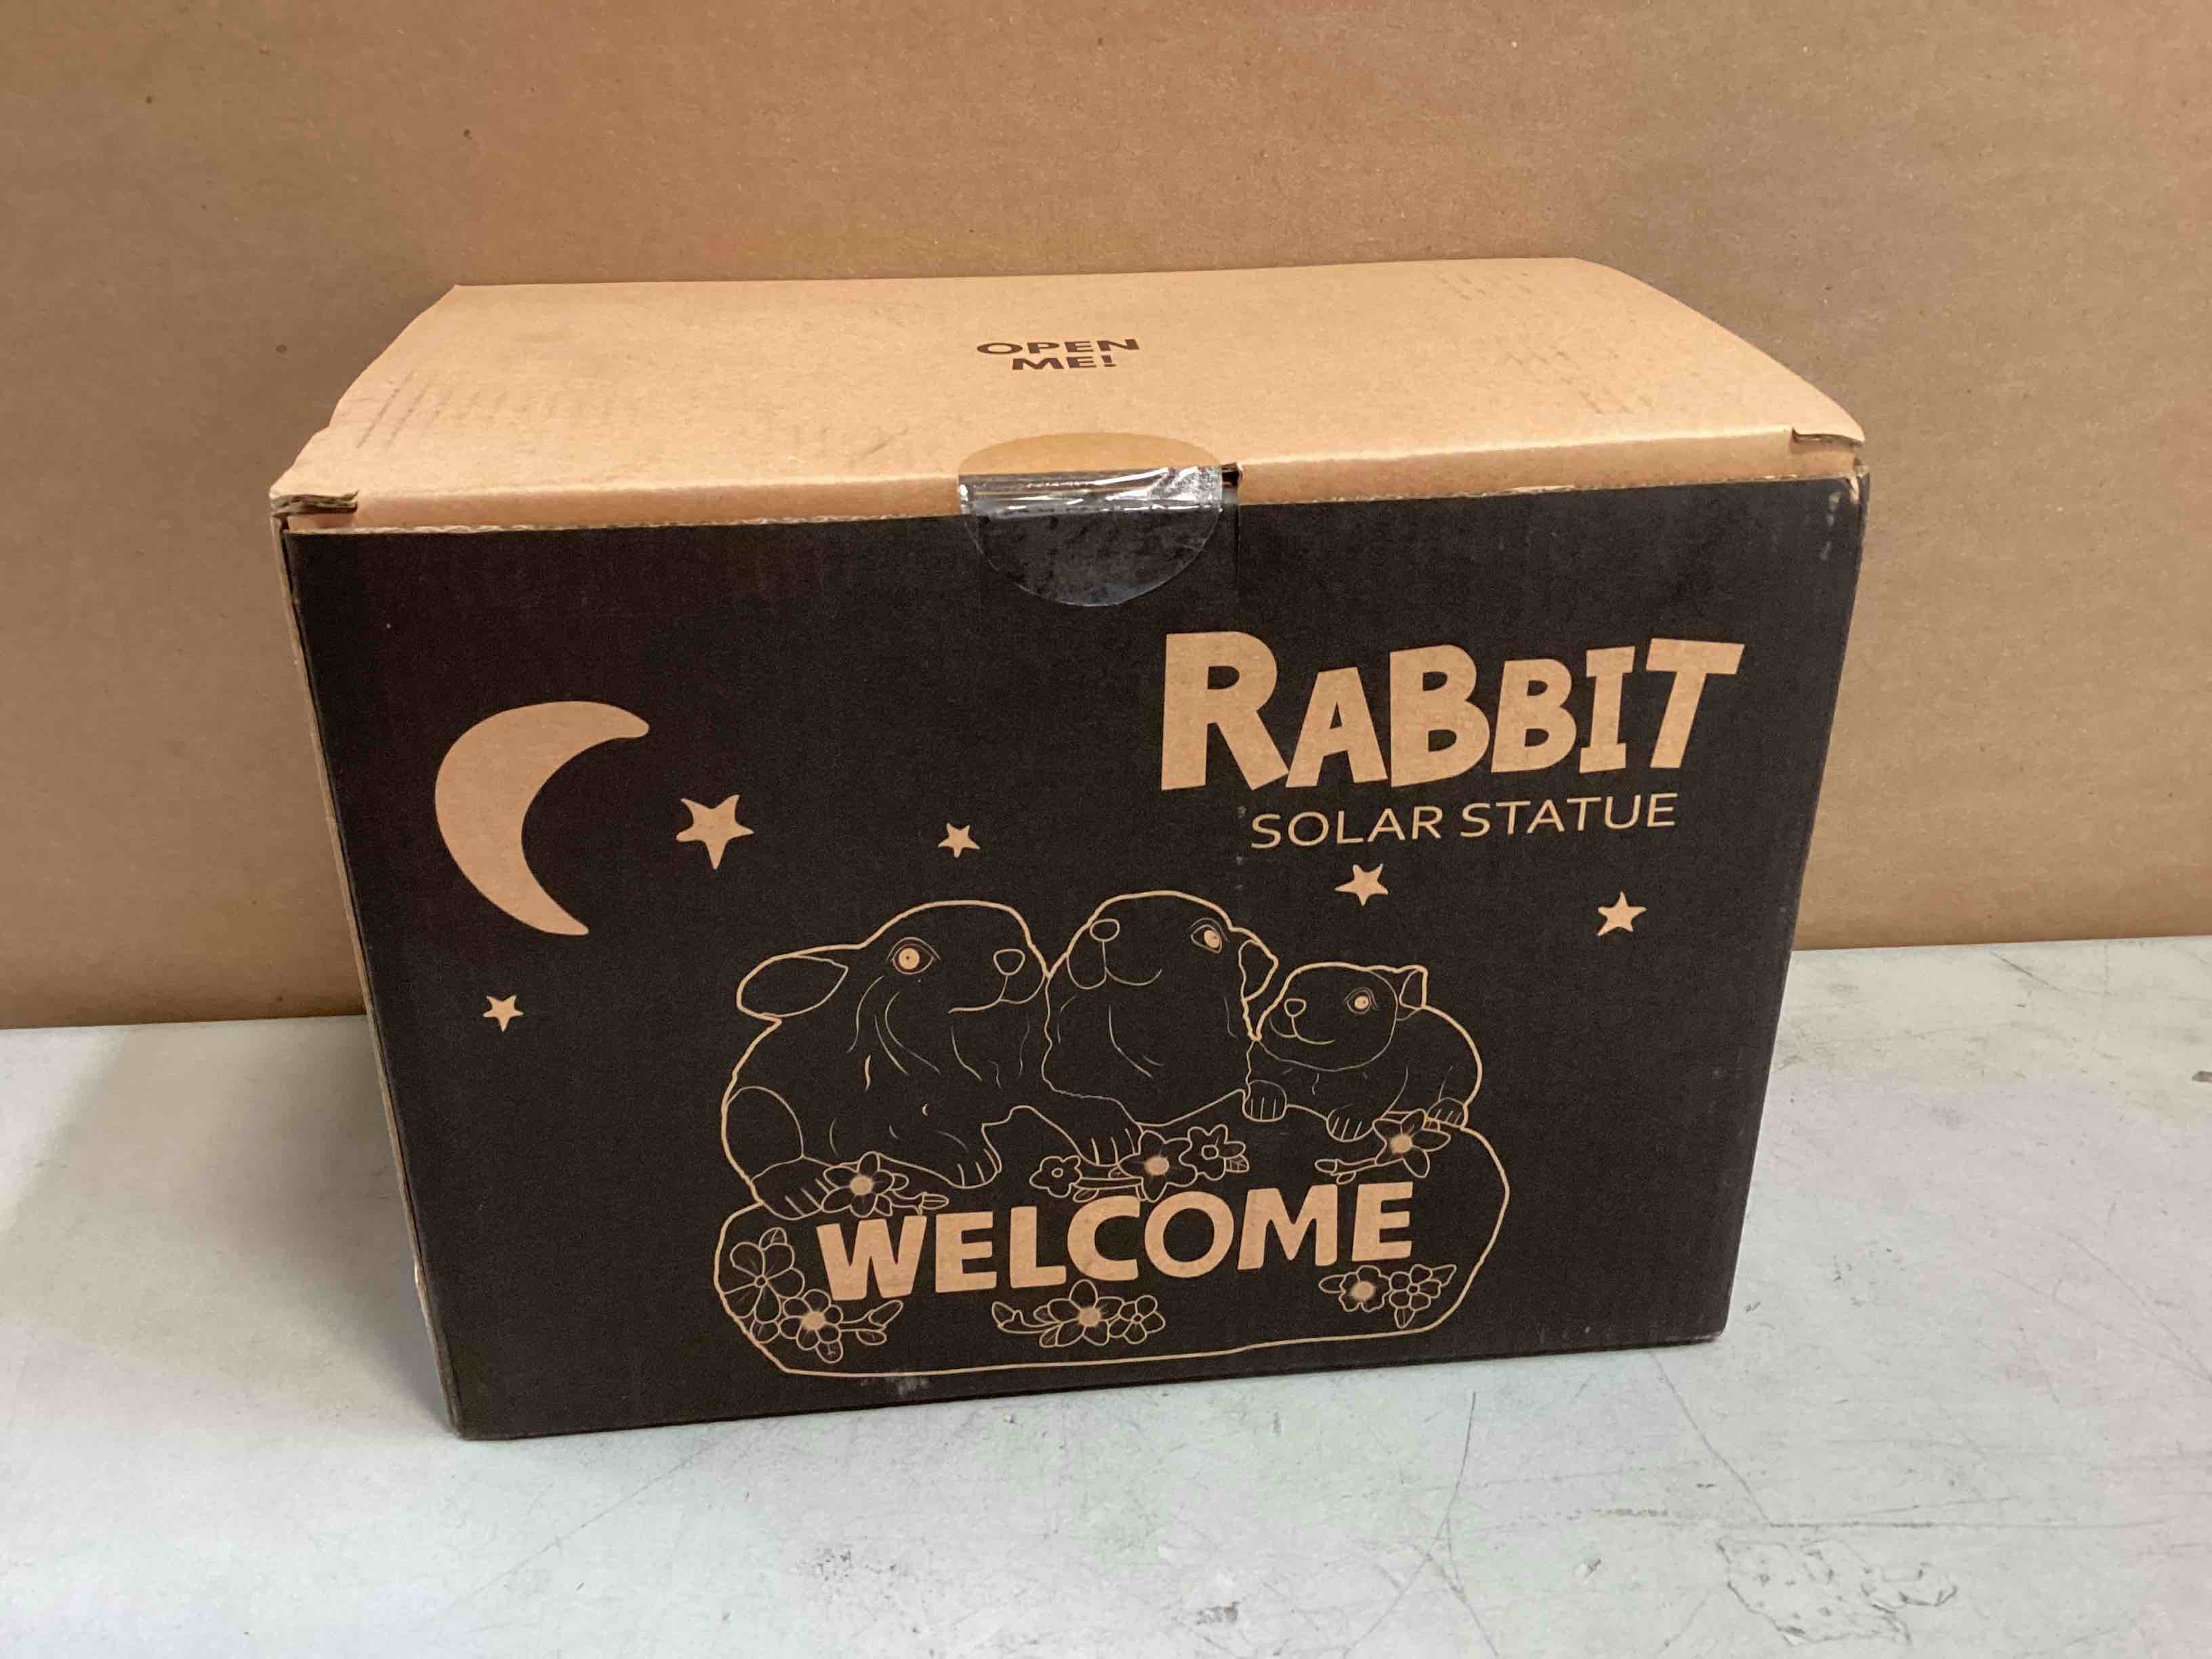 OPEN
ME!
RABBIT
SOLAR STATUE
WELCOME